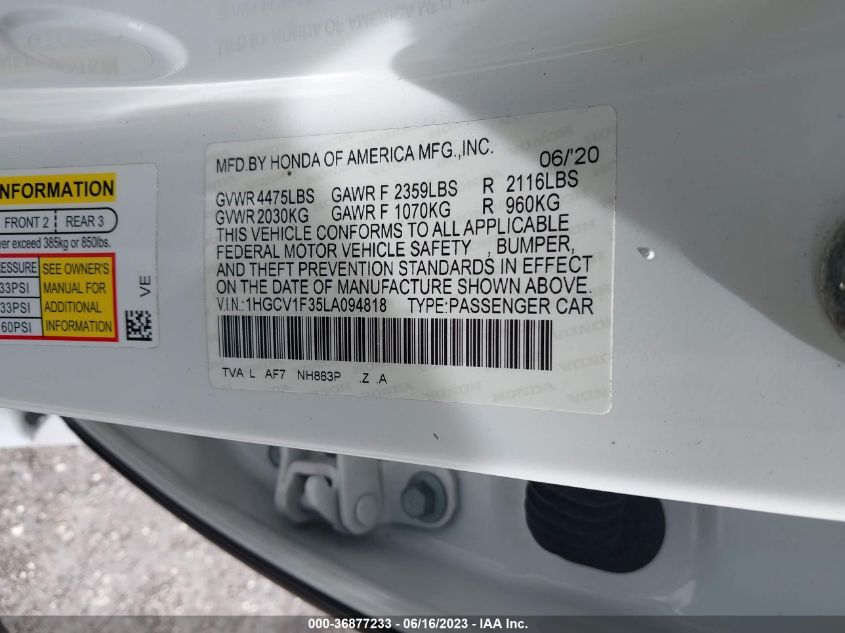 MFD.BY HONDA OF AMERICA MFG.,INC. 06/'20
GVWR 4475LBS GAWR F 2359LBS R 2116LBS
GVWR 2030KG GAWR F 1070KG R 960KG
THIS VEHICLE CONFORMS TO ALL APPLICABLE
FEDERAL MOTOR VEHICLE SAFETY , BUMPER,
AND THEFT PREVENTION STANDARDS IN EFFECT
ON THE DATE OF MANUFACTURE SHOWN ABOVE.
V.I.N.:1HGCV1F35LA094818 TYPE:PASSENGER CAR
TVA L AF7 NH883P .Z .A
INFORMATION
FRONT 2 REAR 3
exceed 385kg or 850lbs.
SEE OWNER'S
33PSI MANUAL FOR
33PSI ADDITIONAL
60PSI INFORMATION
VE
000-36877233 - 06/16/2023 - IAA Inc.